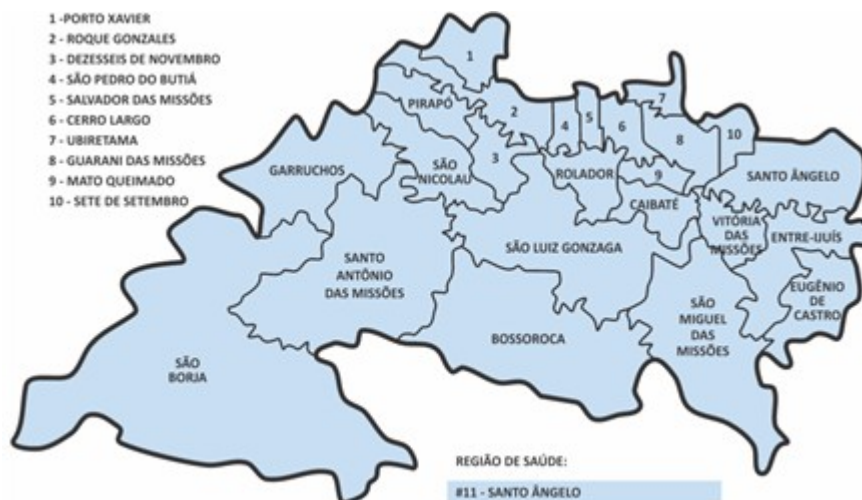 1 -PORTO XAVIER
2 - ROQUE GONZALES
3 - DEZESSEIS DE NOVEMBRO
4 - SÃO PEDRO DO BUTIÁ
5 - SALVADOR DAS MISSÕES
6 - CERRO LARGO
7 - UBIRETAMA
8 - GUARANI DAS MISSÕES
9 - MATO QUEIMADO
10 - SETE DE SETEMBRO
1
PIRAPÓ
2
3
4
5
6
7
8
10
GARRUCHOS
SÃO
NICOLAU
ROLADOR
9
CAIBATÉ
SANTO ÂNGELO
VITÓRIA
DAS
MISSÕES
ENTRE-IJUÍS
SÃO LUIZ GONZAGA
SANTO
ANTÔNIO
DAS MISSÕES
EUGÊNIO
DE
CASTRO
SÃO
MIGUEL
DAS
MISSÕES
BOSSOROCA
SÃO
BORJA
REGIÃO DE SAÚDE:
#11 - SANTO ÂNGELO